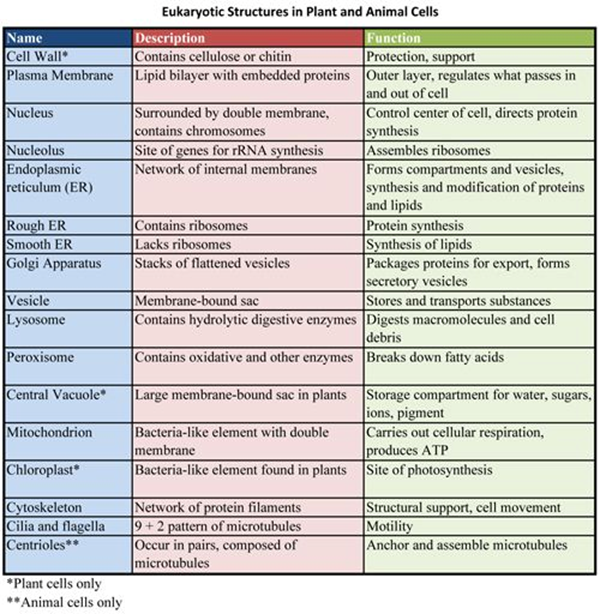 Eukaryotic Structures in Plant and Animal Cells
Name Description Function
Cell Wall* Contains cellulose or chitin Protection, support
Plasma Membrane Lipid bilayer with embedded proteins Outer layer, regulates what passes in
and out of cell
Nucleus Surrounded by double membrane, Control center of cell, directs protein
contains chromosomes synthesis
Nucleolus Site of genes for rRNA synthesis Assembles ribosomes
Endoplasmic Network of internal membranes Forms compartments and vesicles,
reticulum (ER) synthesis and modification of proteins
and lipids
Rough ER Contains ribosomes Protein synthesis
Smooth ER Lacks ribosomes Synthesis of lipids
Golgi Apparatus Stacks of flattened vesicles Packages proteins for export, forms
secretory vesicles
Vesicle Membrane-bound sac Stores and transports substances
Lysosome Contains hydrolytic digestive enzymes Digests macromolecules and cell
debris
Peroxisome Contains oxidative and other enzymes Breaks down fatty acids
Central Vacuole* Large membrane-bound sac in plants Storage compartment for water, sugars,
ions, pigment
Mitochondrion Bacteria-like element with double Carries out cellular respiration,
membrane produces ATP
Chloroplast* Bacteria-like element found in plants Site of photosynthesis
Cytoskeleton Network of protein filaments Structural support, cell movement
Cilia and flagella 9 + 2 pattern of microtubules Motility
Centrioles** Occur in pairs, composed of Anchor and assemble microtubules
microtubules
*Plant cells only
**Animal cells only